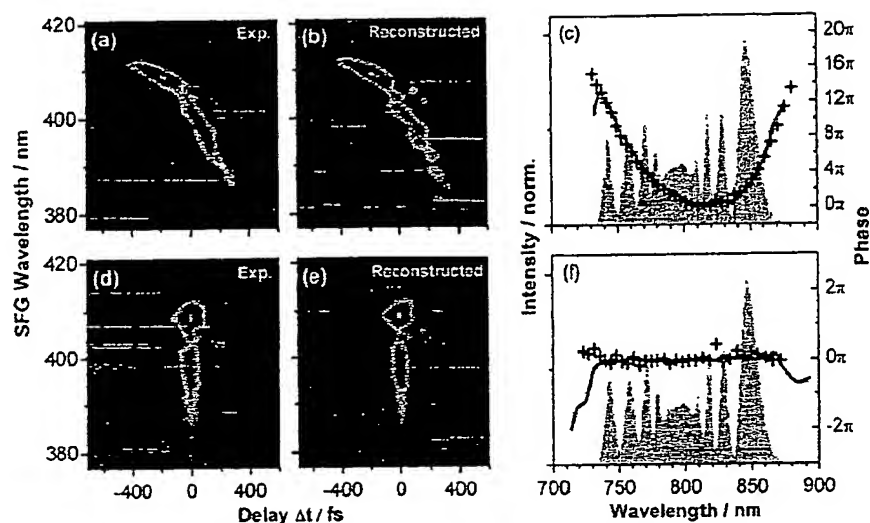 420
(a)
Exp.
(b)
Reconstructed
(c)
20π
400
16π
12π
8π
4π
380
0π
SFG Wavelength / nm
Intensity / norm.
Phase
420
(d)
Exp.
(e)
Reconstructed
(f)
2π
400
0π
380
-2π
-400
0
400
-400
0
400
700
750
800
850
900
Delay Δt / fs
Wavelength / nm